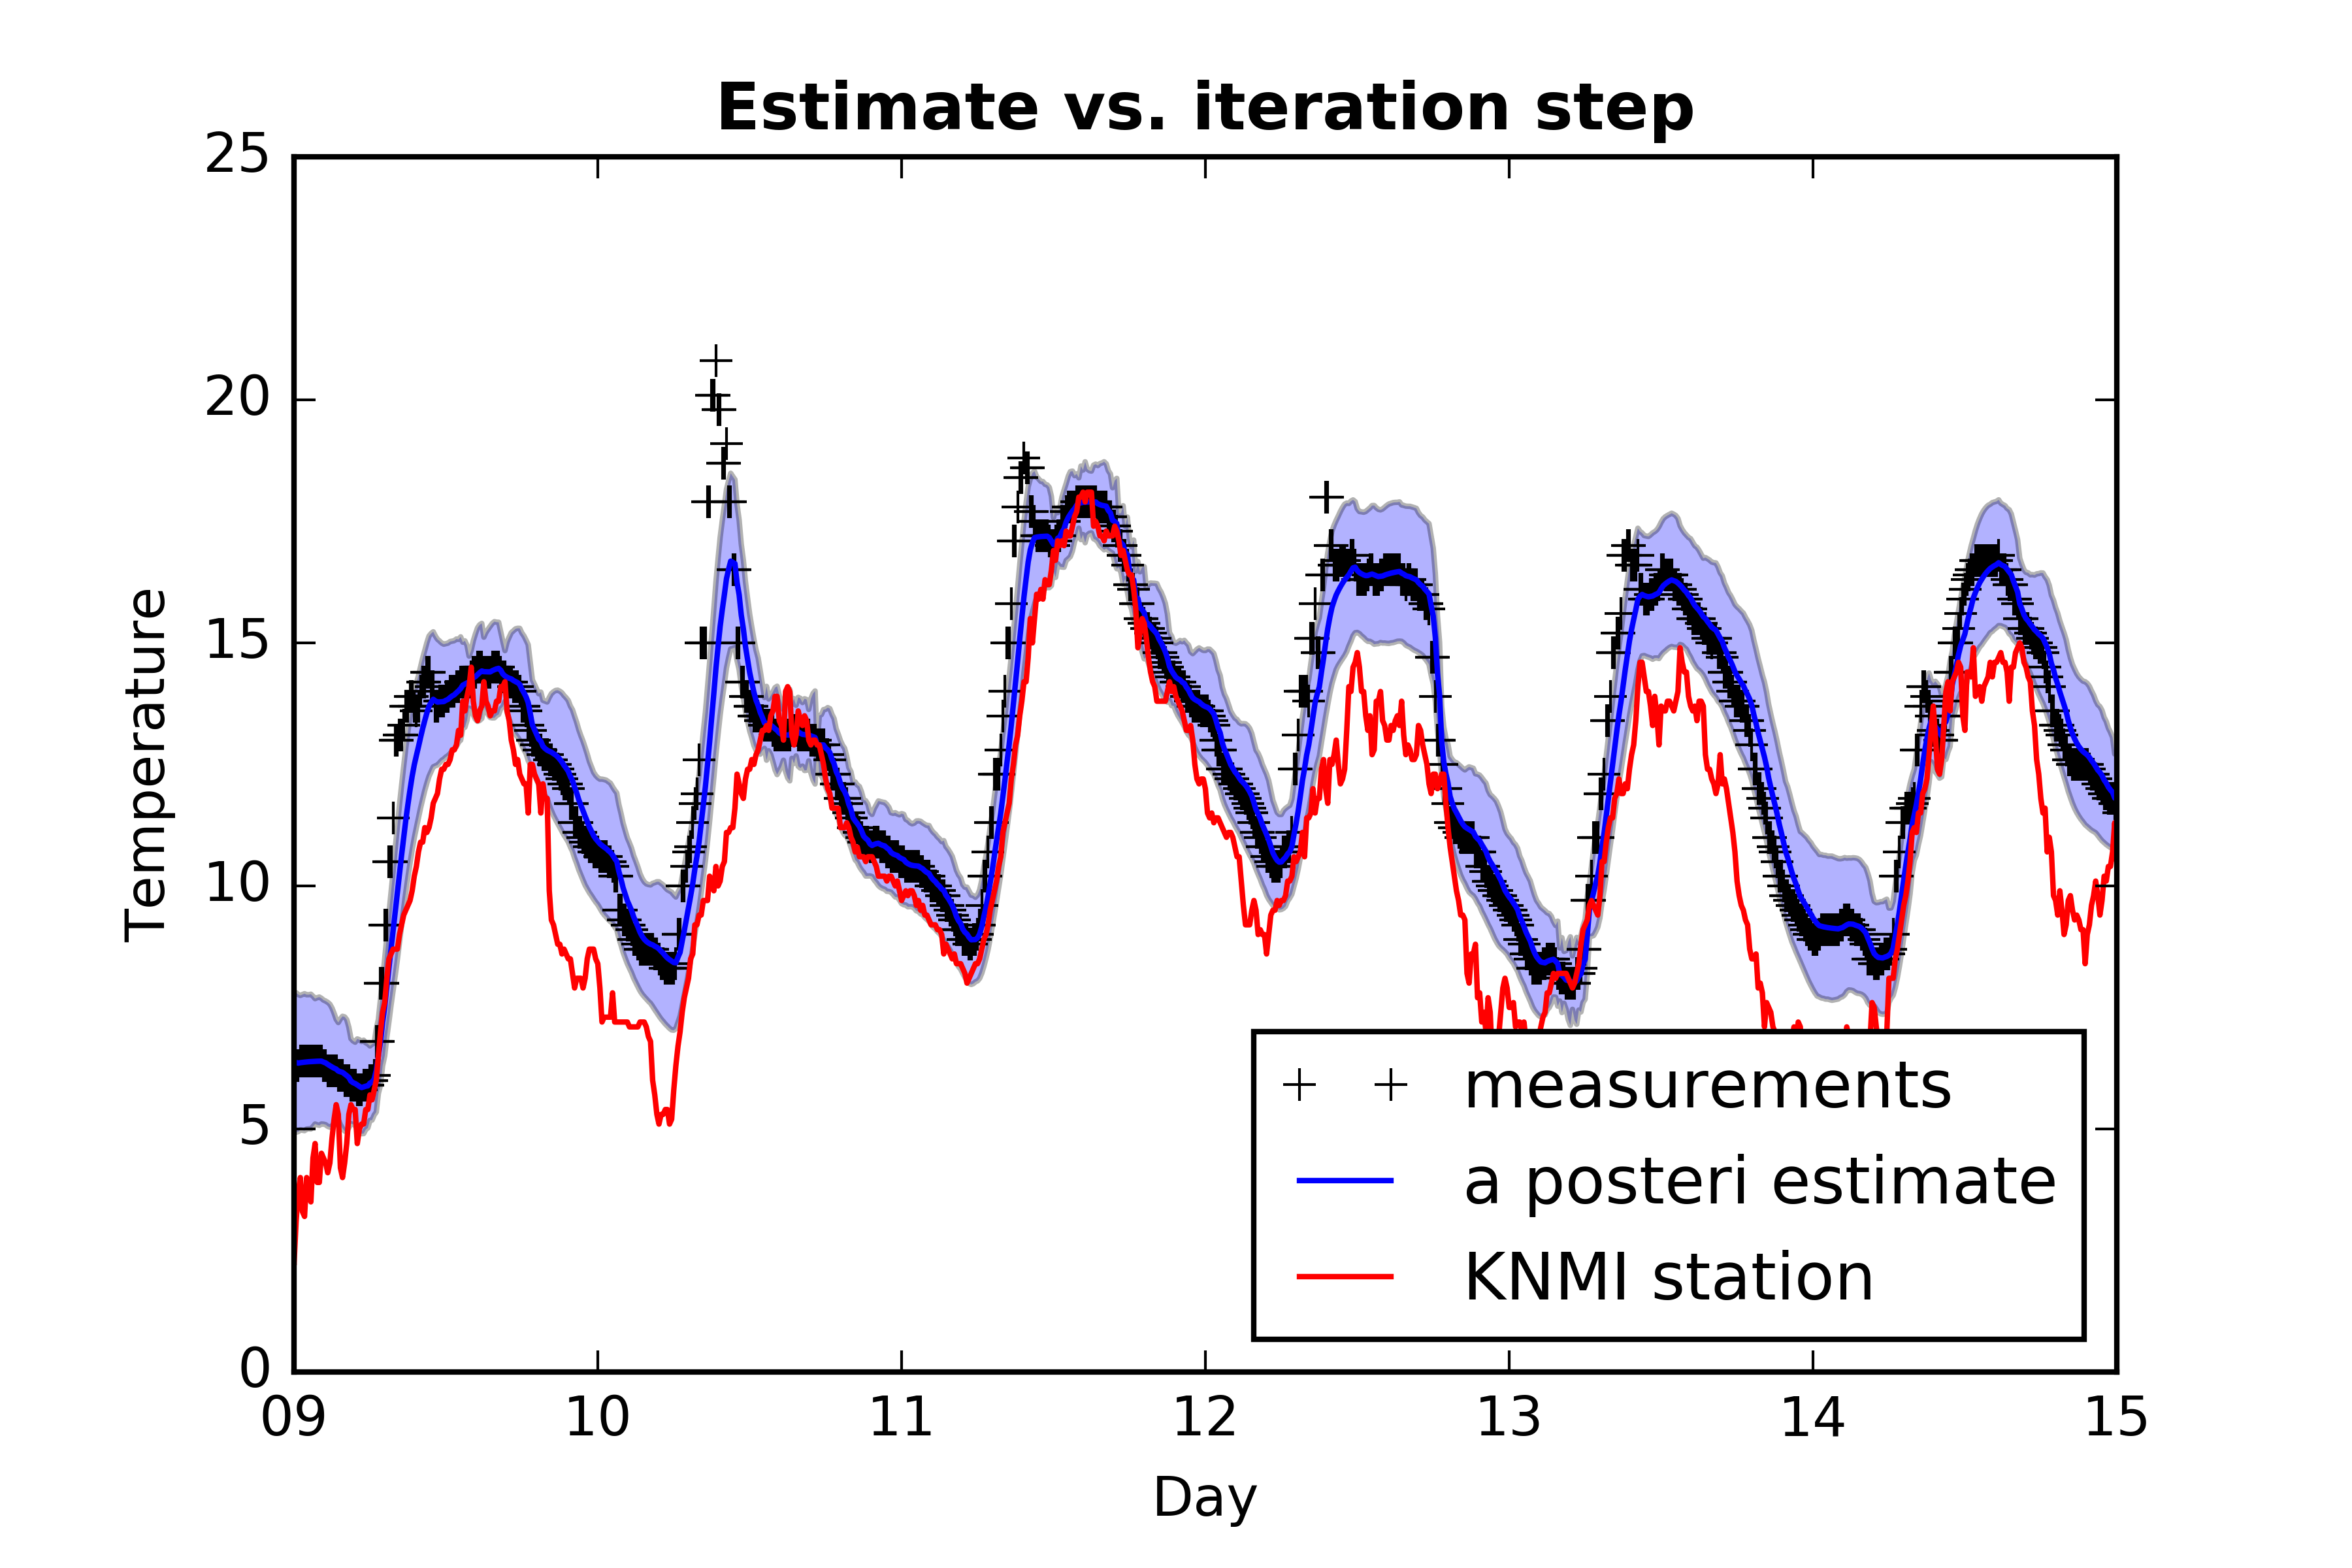 Estimate vs. iteration step
25
20
15
10
5
0
Temperature
09 10 11 12 13 14 15
Day
measurements
a posteri estimate
KNMI station